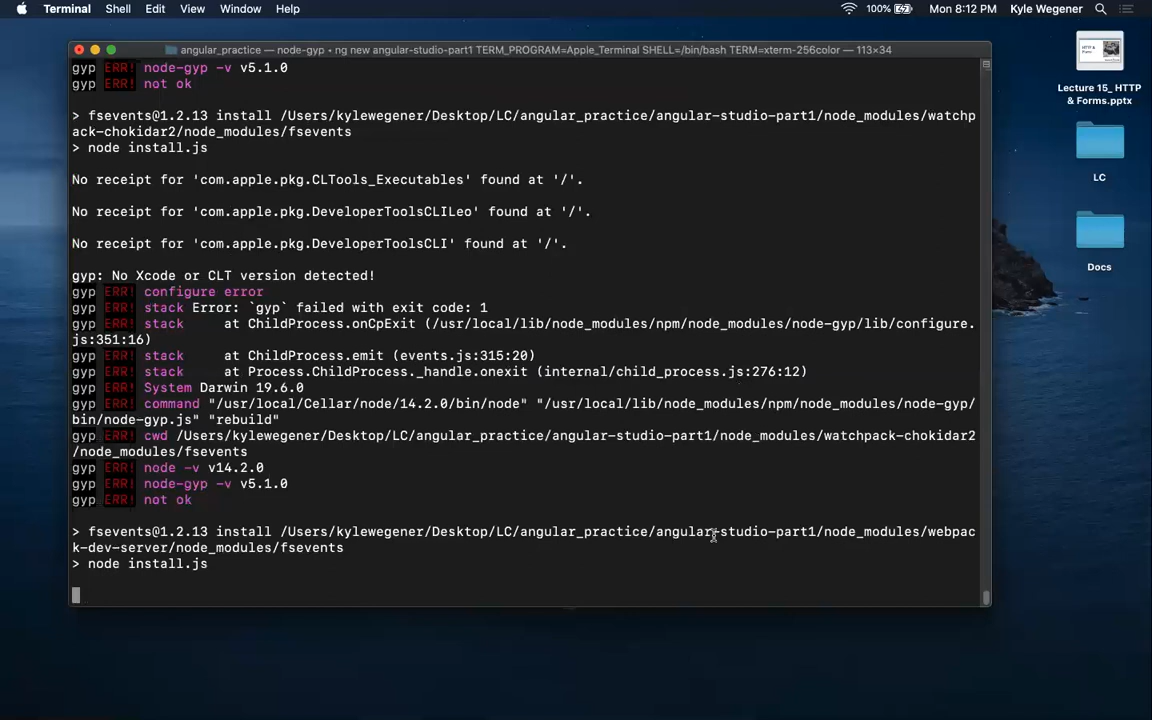 Terminal Shell Edit View Window Help 100% Mon 8:12 PM Kyle Wegener
angular_practice — node-gyp • ng new angular-studio-part1 TERM_PROGRAM=Apple_Terminal SHELL=/bin/bash TERM=xterm-256color — 113×34
gyp ERR! node-gyp -v v5.1.0
gyp ERR! not ok
> fsevents@1.2.13 install /Users/kylewegener/Desktop/LC/angular_practice/angular-studio-part1/node_modules/watchp
ack-chokidar2/node_modules/fsevents
> node install.js
No receipt for 'com.apple.pkg.CLTools_Executables' found at '/'.
No receipt for 'com.apple.pkg.DeveloperToolsCLILeo' found at '/'.
No receipt for 'com.apple.pkg.DeveloperToolsCLI' found at '/'.
gyp: No Xcode or CLT version detected!
gyp ERR! configure error
gyp ERR! stack Error: `gyp` failed with exit code: 1
gyp ERR! stack     at ChildProcess.onCpExit (/usr/local/lib/node_modules/npm/node_modules/node-gyp/lib/configure.
js:351:16)
gyp ERR! stack     at ChildProcess.emit (events.js:315:20)
gyp ERR! stack     at Process.ChildProcess._handle.onexit (internal/child_process.js:276:12)
gyp ERR! System Darwin 19.6.0
gyp ERR! command "/usr/local/Cellar/node/14.2.0/bin/node" "/usr/local/lib/node_modules/npm/node_modules/node-gyp/
bin/node-gyp.js" "rebuild"
gyp ERR! cwd /Users/kylewegener/Desktop/LC/angular_practice/angular-studio-part1/node_modules/watchpack-chokidar2
/node_modules/fsevents
gyp ERR! node -v v14.2.0
gyp ERR! node-gyp -v v5.1.0
gyp ERR! not ok
> fsevents@1.2.13 install /Users/kylewegener/Desktop/LC/angular_practice/angular-studio-part1/node_modules/webpac
k-dev-server/node_modules/fsevents
> node install.js
Lecture 15_ HTTP
& Forms.pptx
LC
Docs